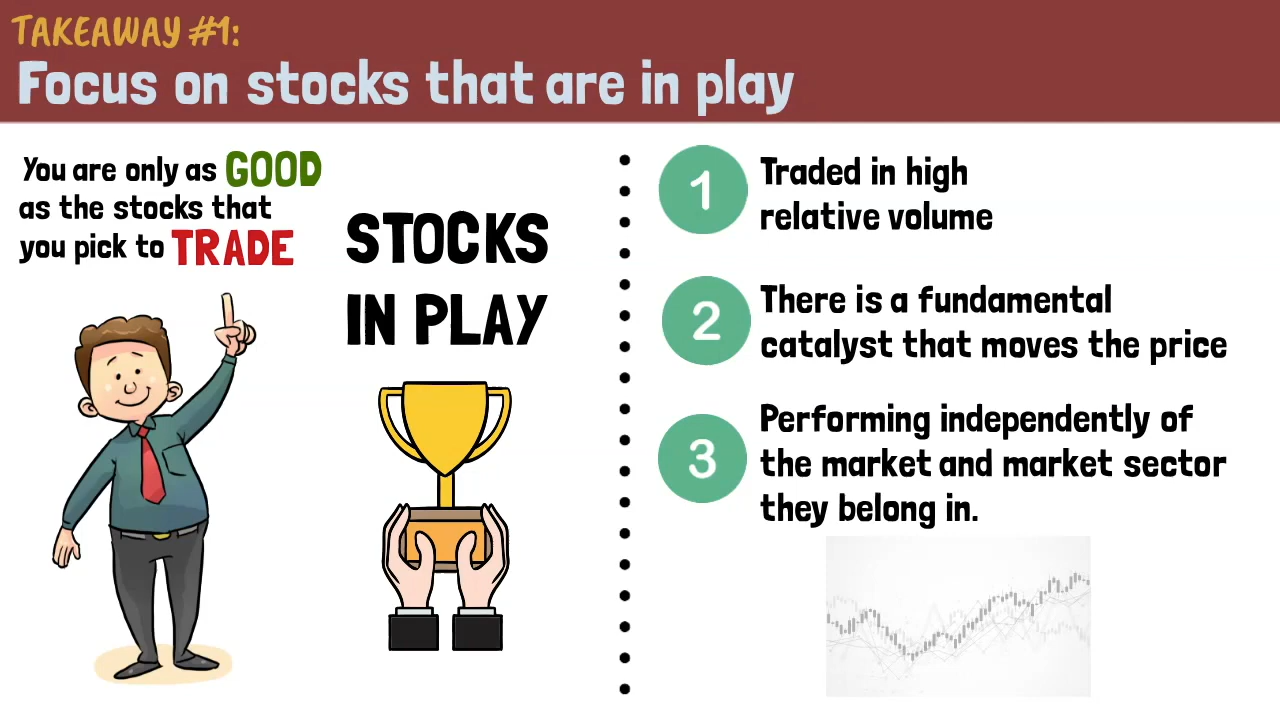 TAKEAWAY #1:
Focus on stocks that are in play
You are only as GOOD
as the stocks that
you pick to TRADE
STOCKS
IN PLAY
1
Traded in high
relative volume
2
There is a fundamental
catalyst that moves the price
3
Performing independently of
the market and market sector
they belong in.